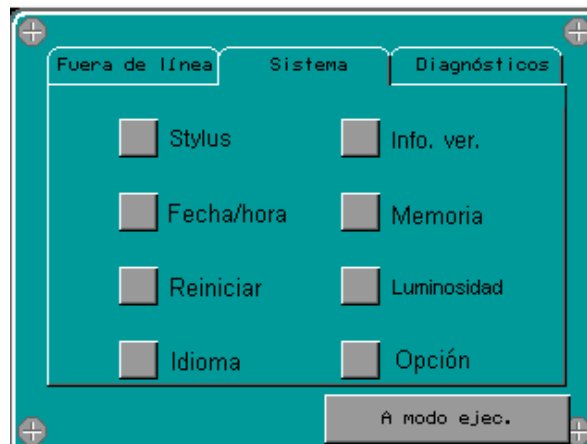 Fuera de línea Sistema Diagnósticos
Stylus Info. ver.
Fecha/hora Memoria
Reiniciar Luminosidad
Idioma Opción
A modo ejec.